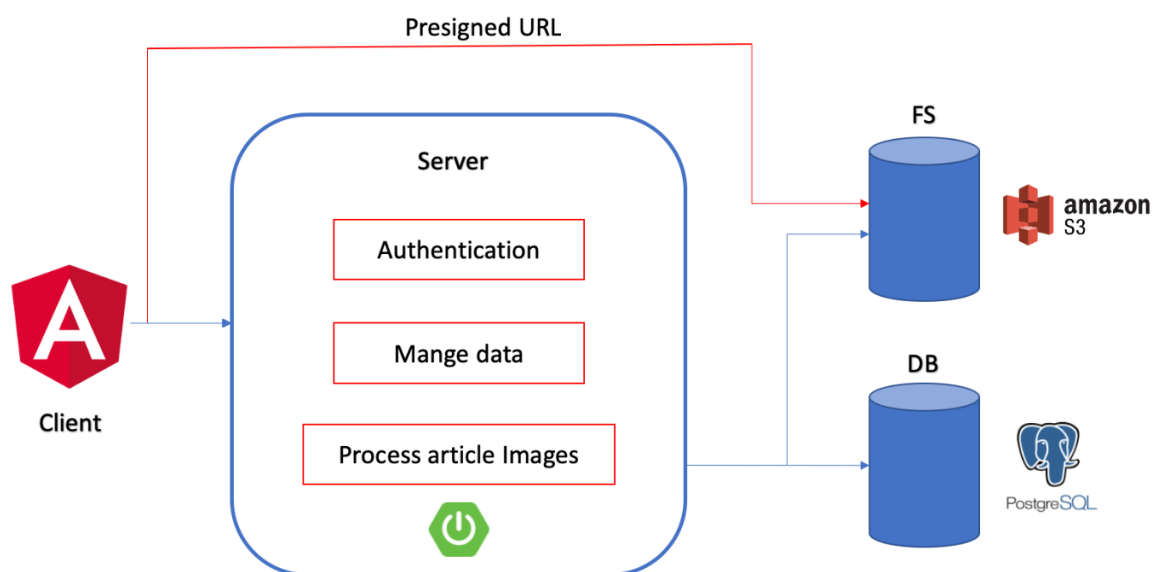 Presigned URL
FS
Server
amazon
S3
Authentication
A
Mange data
DB
Client
Process article Images
PostgreSQL